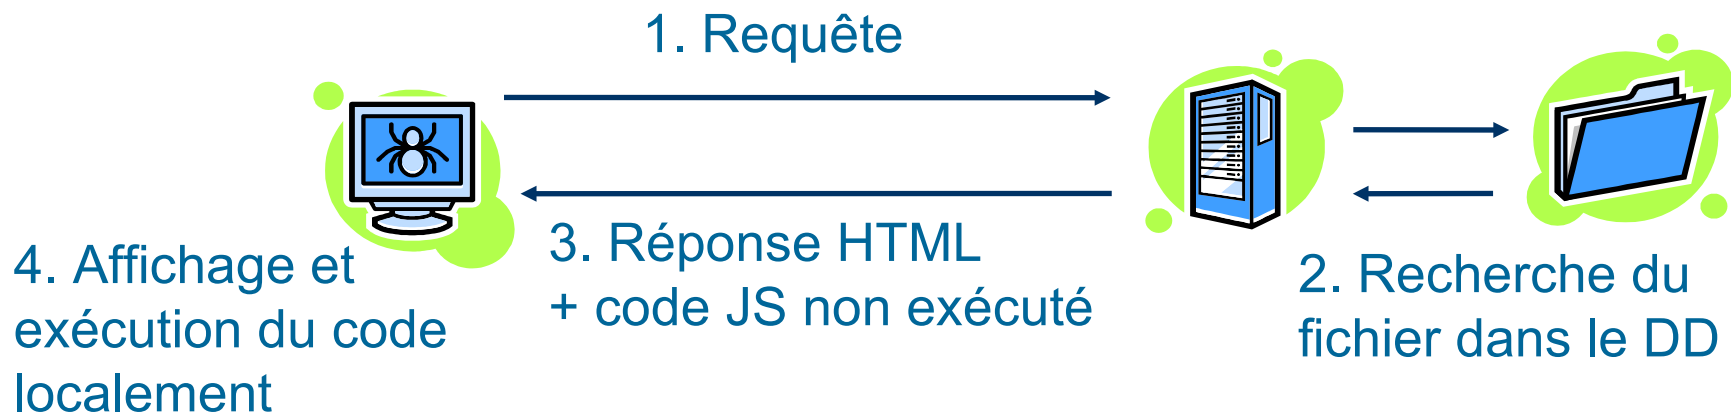 1. Requête
3. Réponse HTML
+ code JS non exécuté
2. Recherche du
fichier dans le DD
4. Affichage et
exécution du code
localement